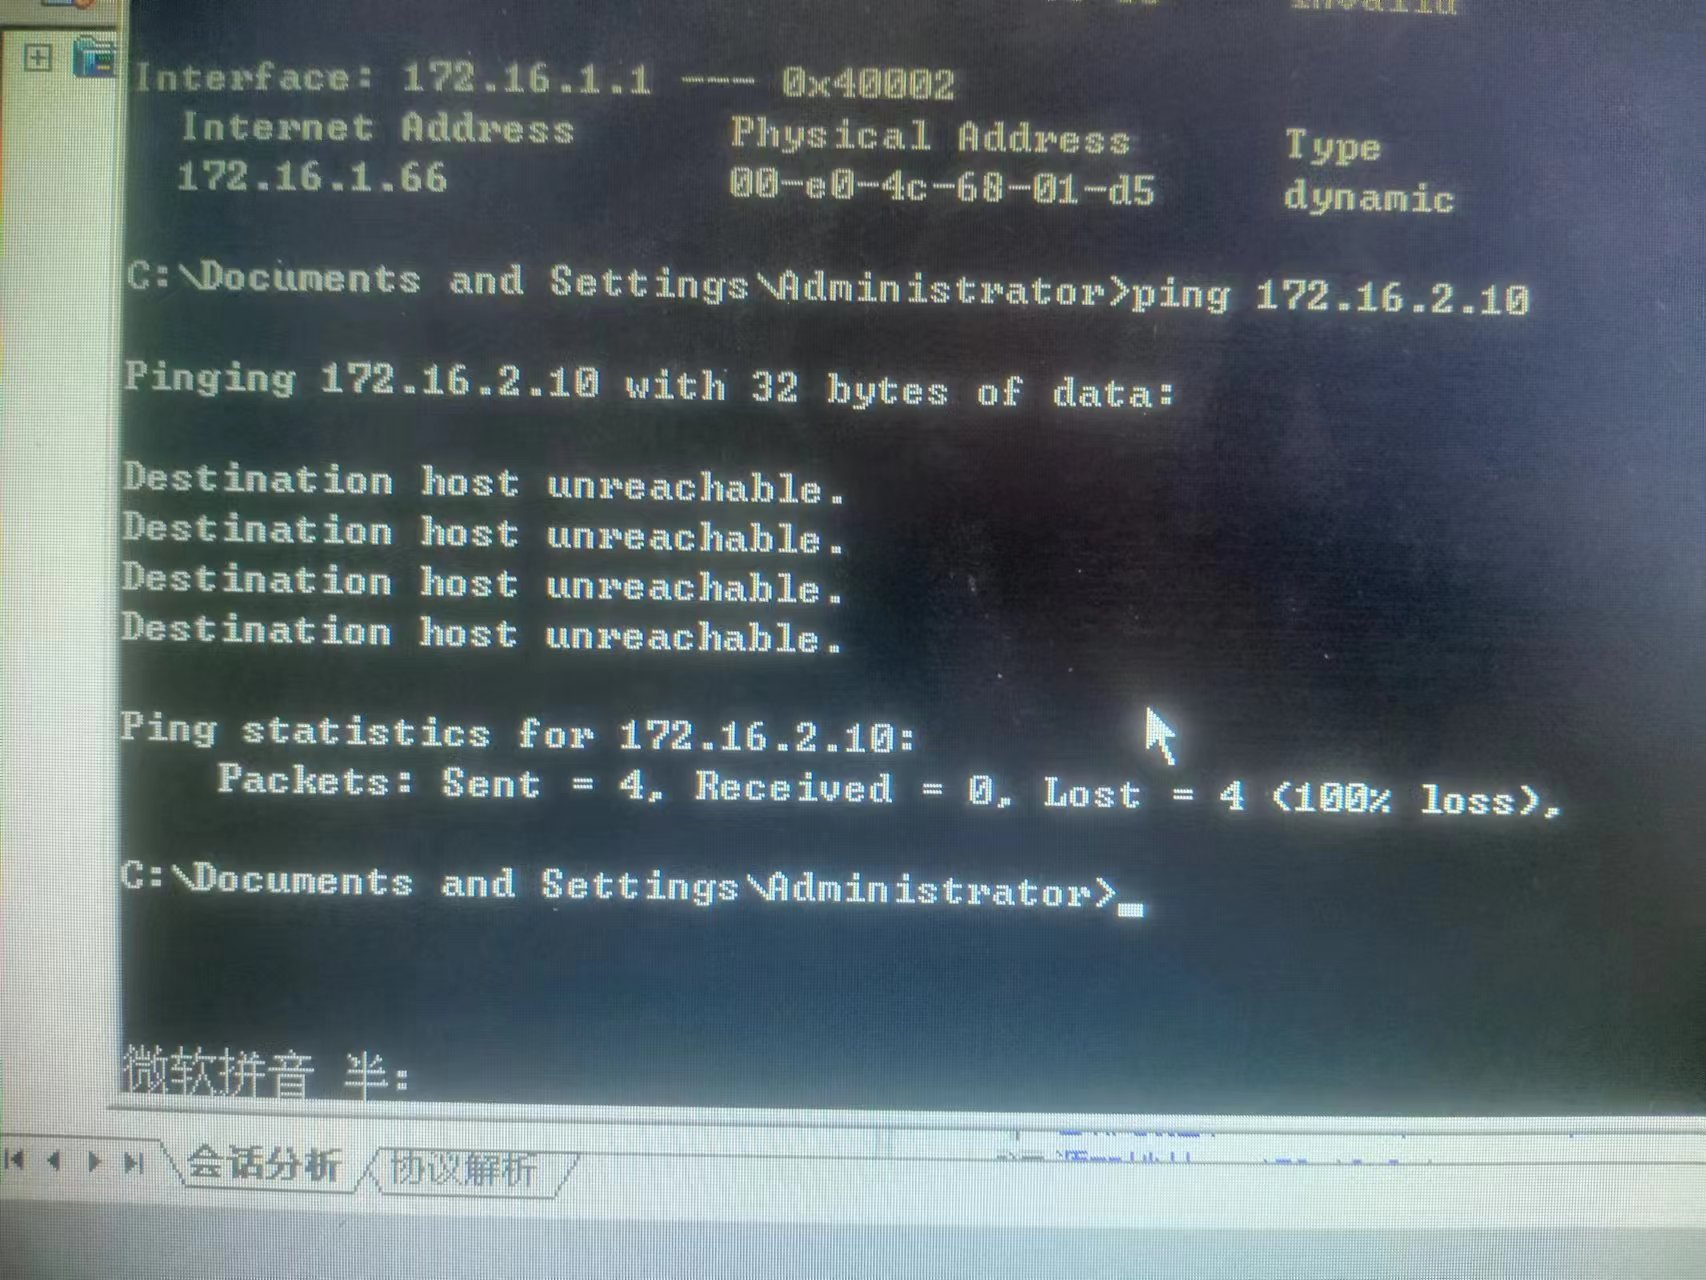 invalid
Interface: 172.16.1.1 --- 0x40002
Internet Address Physical Address Type
172.16.1.66 00-e0-4c-68-01-d5 dynamic
C:\Documents and Settings\Administrator>ping 172.16.2.10
Pinging 172.16.2.10 with 32 bytes of data:
Destination host unreachable.
Destination host unreachable.
Destination host unreachable.
Destination host unreachable.
Ping statistics for 172.16.2.10:
Packets: Sent = 4, Received = 0, Lost = 4 (100% loss),
C:\Documents and Settings\Administrator>_
微软拼音 半:
会话分析 协议解析